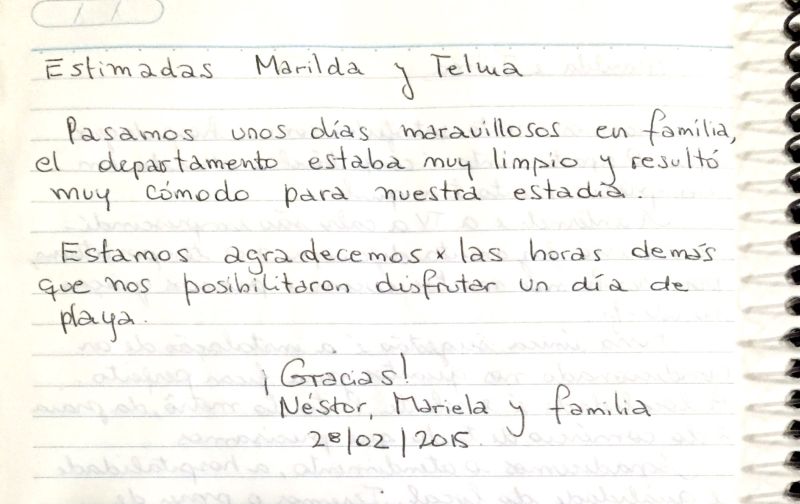 Estimadas Marilda y Telma
Pasamos unos días maravillosos en família,
el departamento estaba muy limpio y resultó
muy cómodo para nuestra estadía.
Estamos agradecemos x las horas demás
que nos posibilitaron disfrutar un día de
playa.
¡Gracias!
Néstor, Mariela y familia
28/02/2015.